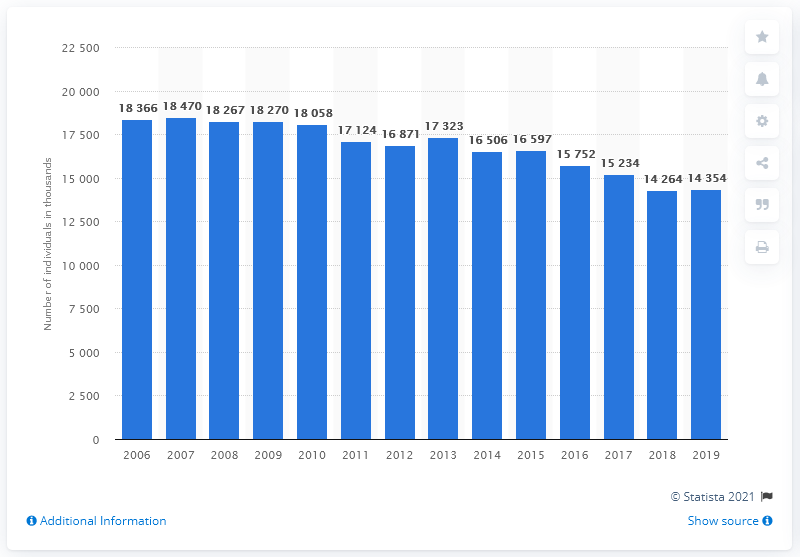 22 500
20 000
17 500
15 000
12 500
10 000
7 500
5 000
2 500
0
Number of individuals in thousands
18 366 18 470 18 267 18 270 18 058 17 124 16 871 17 323 16 506 16 597 15 752 15 234 14 264 14 354
2006 2007 2008 2009 2010 2011 2012 2013 2014 2015 2016 2017 2018 2019
© Statista 2021
Additional Information
Show source